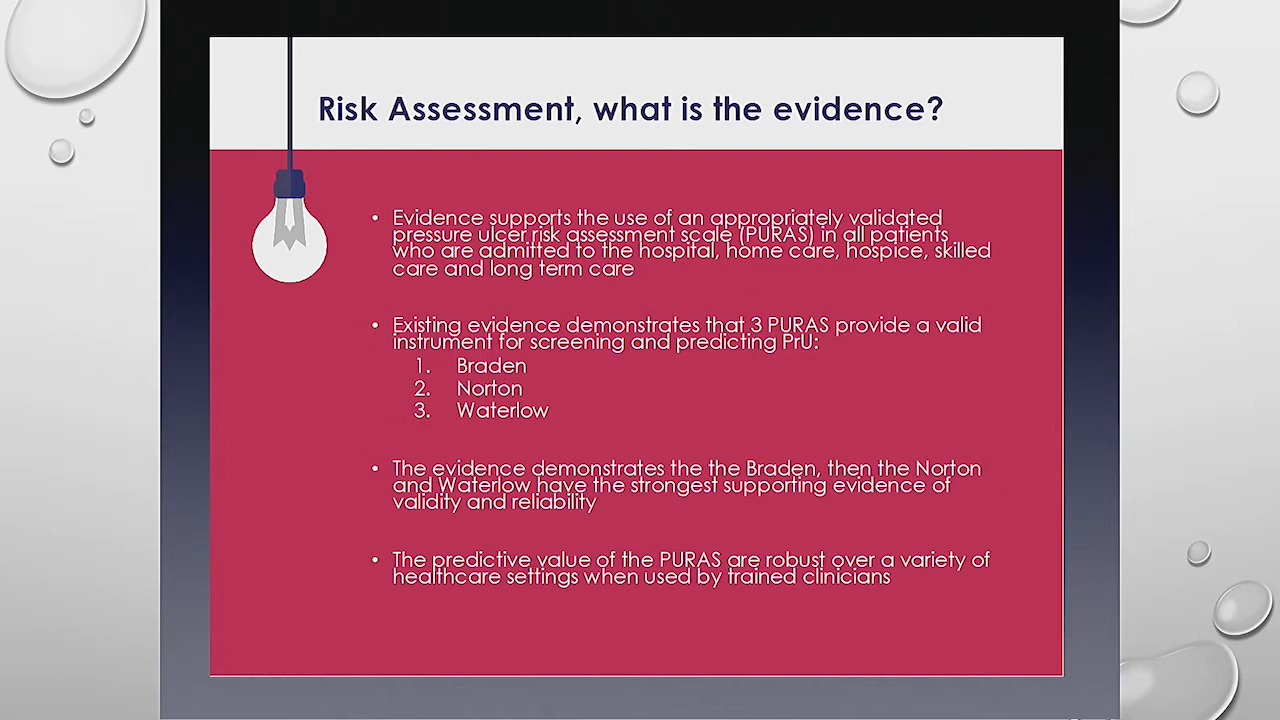 Risk Assessment, what is the evidence?
• Evidence supports the use of an appropriately validated
pressure ulcer risk assessment scale (PURAS) in all patients
who are admitted to the hospital, home care, hospice, skilled
care and long term care
• Existing evidence demonstrates that 3 PURAS provide a valid
instrument for screening and predicting PrU:
1. Braden
2. Norton
3. Waterlow
• The evidence demonstrates the the Braden, then the Norton
and Waterlow have the strongest supporting evidence of
validity and reliability
• The predictive value of the PURAS are robust over a variety of
healthcare settings when used by trained clinicians